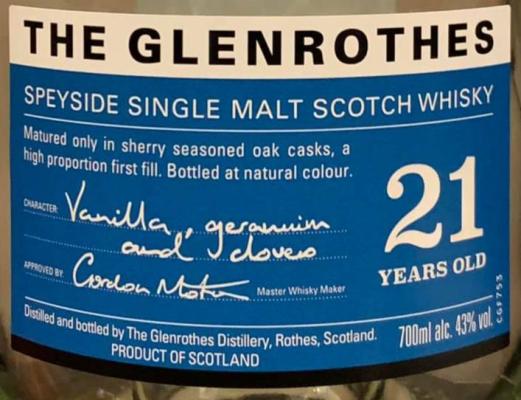 THE GLENROTHES
SPEYSIDE SINGLE MALT SCOTCH WHISKY
Matured only in sherry seasoned oak casks, a
high proportion first fill. Bottled at natural colour.
CHARACTER Vanilla, geranium
and cloves
21
YEARS OLD
APPROVED BY Gordon Motion Master Whisky Maker
Distilled and bottled by The Glenrothes Distillery, Rothes, Scotland.
PRODUCT OF SCOTLAND
700ml alc. 43% vol.
CGF753